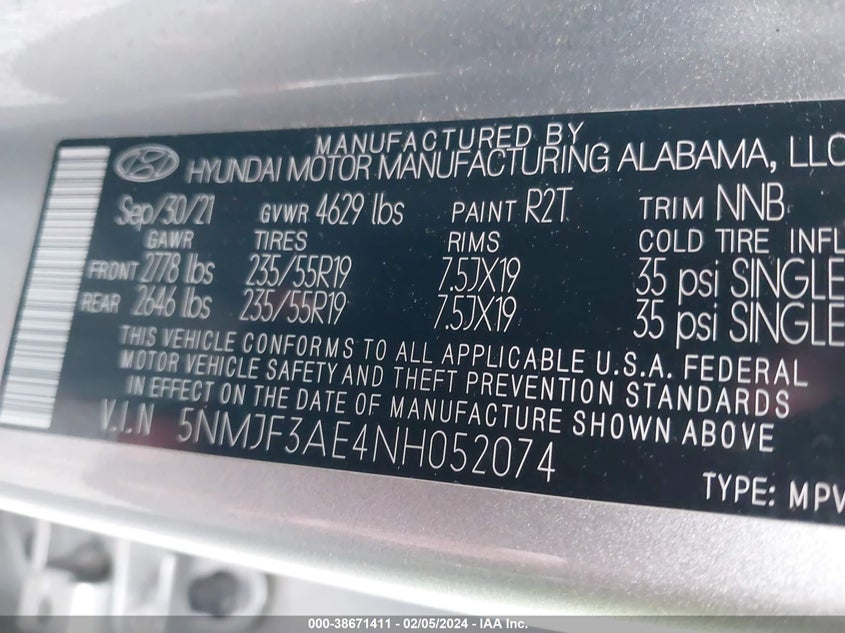 MANUFACTURED BY
HYUNDAI MOTOR MANUFACTURING ALABAMA, LLC
Sep/30/21 GVWR 4629 lbs PAINT R2T TRIM NNB
GAWR TIRES RIMS COLD TIRE INFL
FRONT 2778 lbs 235/55R19 7.5JX19 35 psi SINGLE
REAR 2646 lbs 235/55R19 7.5JX19 35 psi SINGLE
THIS VEHICLE CONFORMS TO ALL APPLICABLE U.S.A. FEDERAL
MOTOR VEHICLE SAFETY AND THEFT PREVENTION STANDARDS
IN EFFECT ON THE DATE OF MANUFACTURE SHOWN ABOVE
V.I.N 5NMJF3AE4NH052074
TYPE: MPV
000-38671411 - 02/05/2024 - IAA Inc.